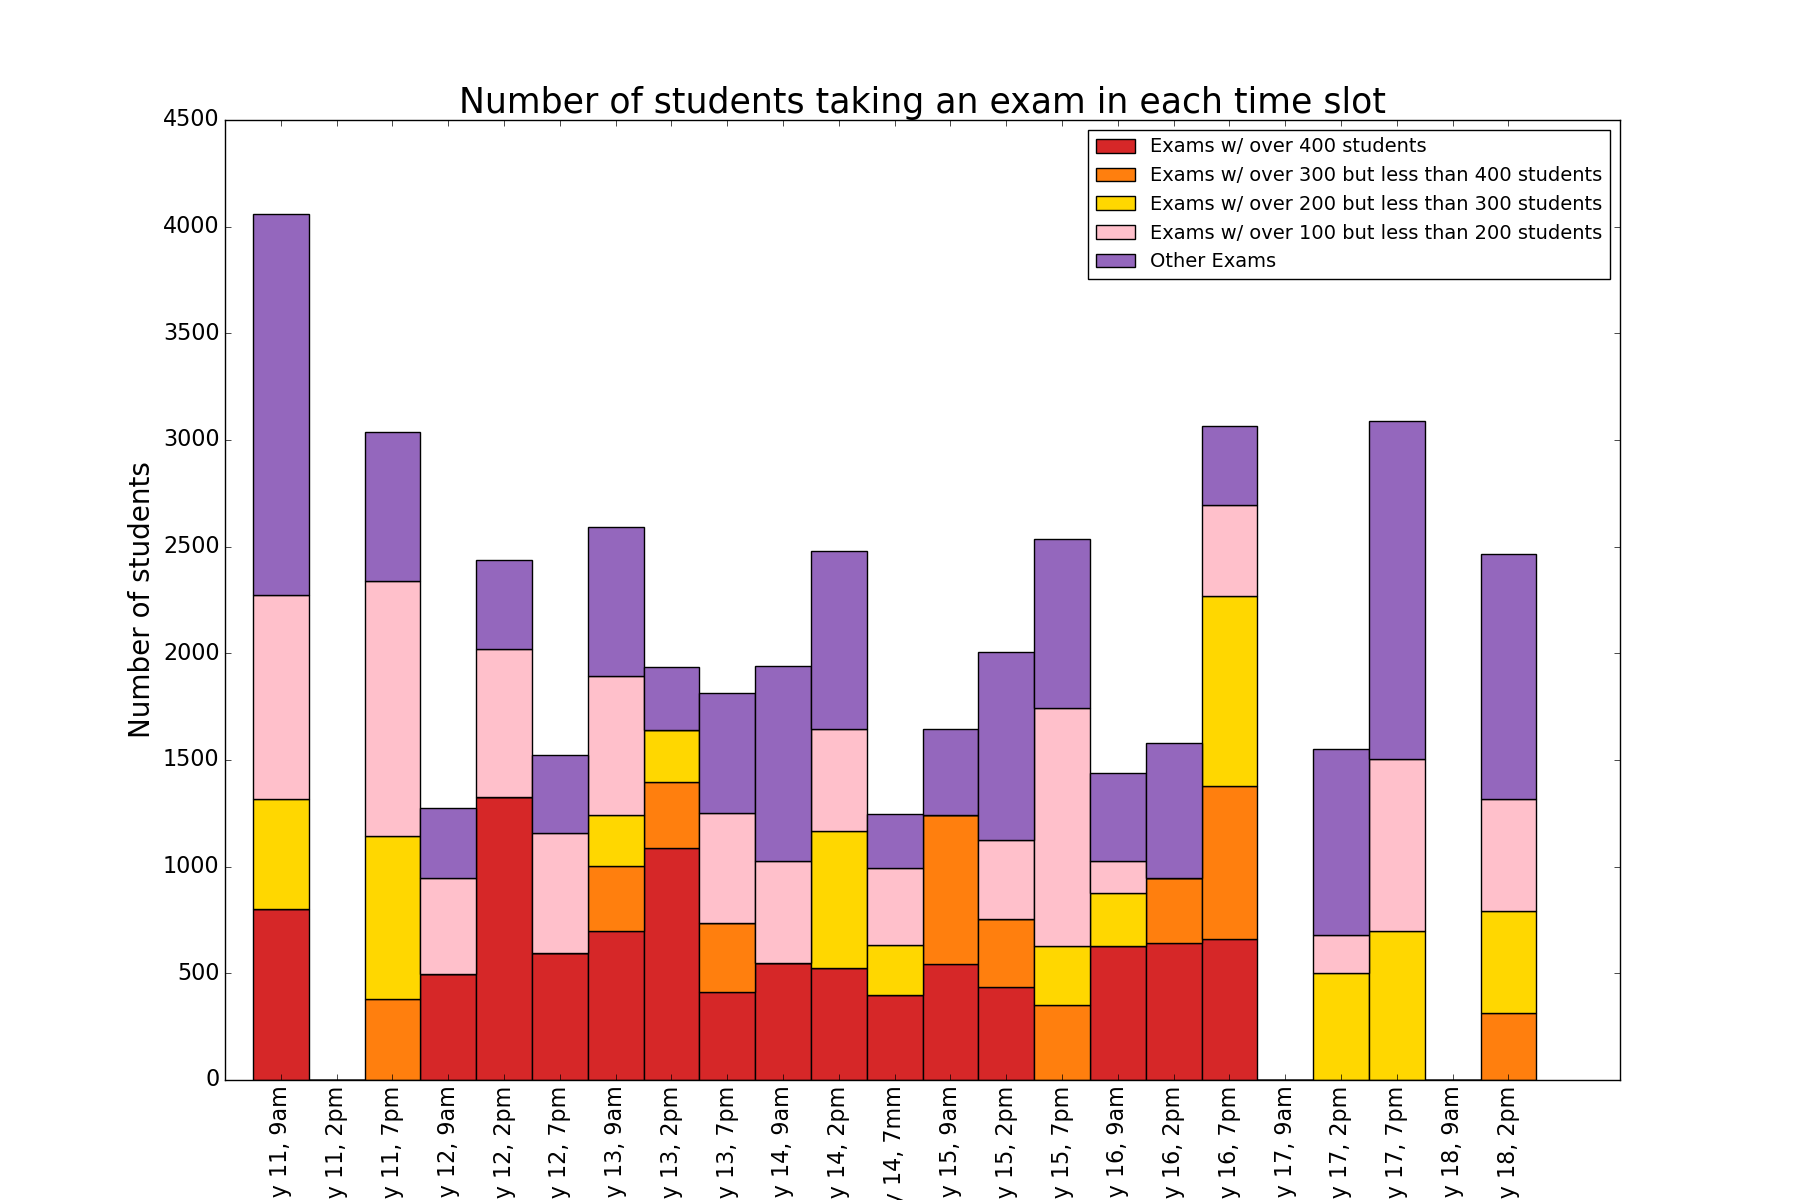 Number of students taking an exam in each time slot
Exams w/ over 400 students
Exams w/ over 300 but less than 400 students
Exams w/ over 200 but less than 300 students
Exams w/ over 100 but less than 200 students
Other Exams
4500
4000
3500
3000
2500
2000
1500
1000
500
0
Number of students
y 11, 9am
y 11, 2pm
y 11, 7pm
y 12, 9am
y 12, 2pm
y 12, 7pm
y 13, 9am
y 13, 2pm
y 13, 7pm
y 14, 9am
y 14, 2pm
y 14, 7mm
y 15, 9am
y 15, 2pm
y 15, 7pm
y 16, 9am
y 16, 2pm
y 16, 7pm
y 17, 9am
y 17, 2pm
y 17, 7pm
y 18, 9am
y 18, 2pm